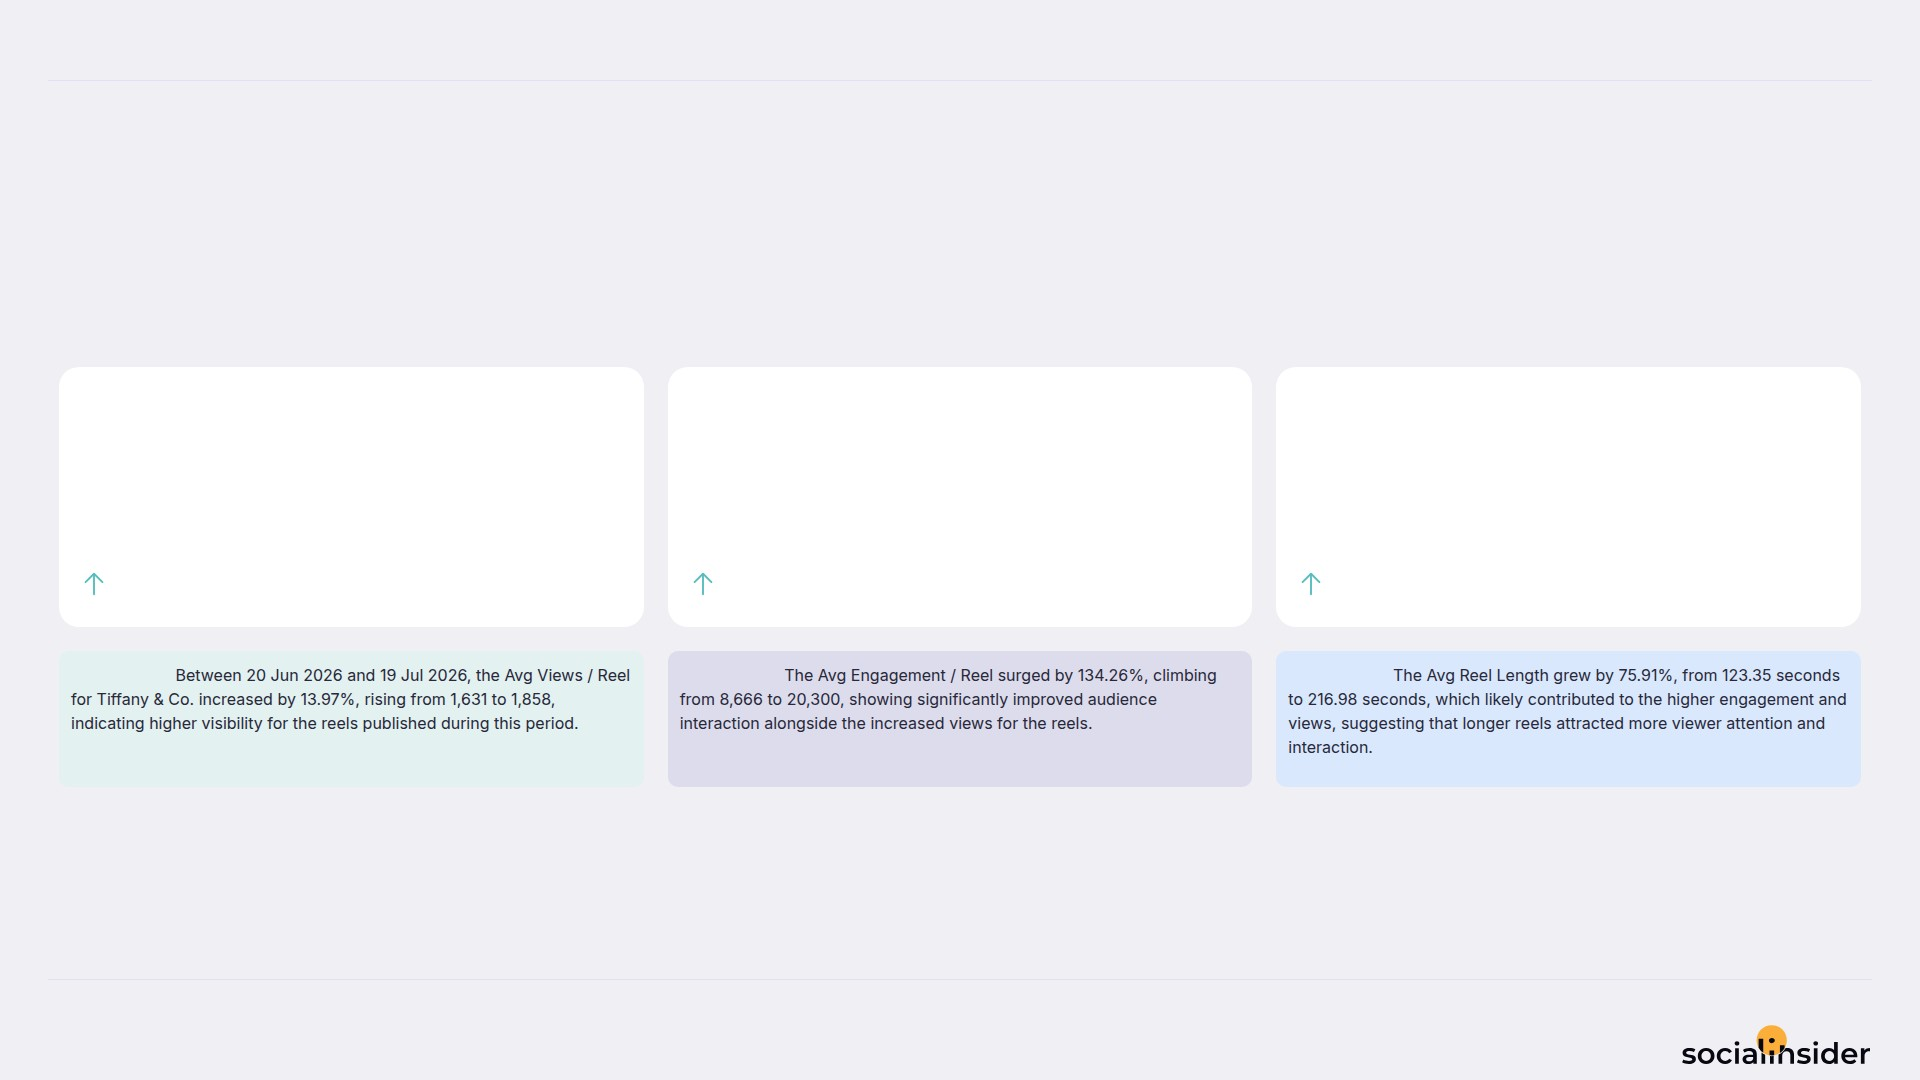 Between 20 Jun 2026 and 19 Jul 2026, the Avg Views / Reel
for Tiffany & Co. increased by 13.97%, rising from 1,631 to 1,858,
indicating higher visibility for the reels published during this period.
The Avg Engagement / Reel surged by 134.26%, climbing
from 8,666 to 20,300, showing significantly improved audience
interaction alongside the increased views for the reels.
The Avg Reel Length grew by 75.91%, from 123.35 seconds
to 216.98 seconds, which likely contributed to the higher engagement and
views, suggesting that longer reels attracted more viewer attention and
interaction.
socialinsider